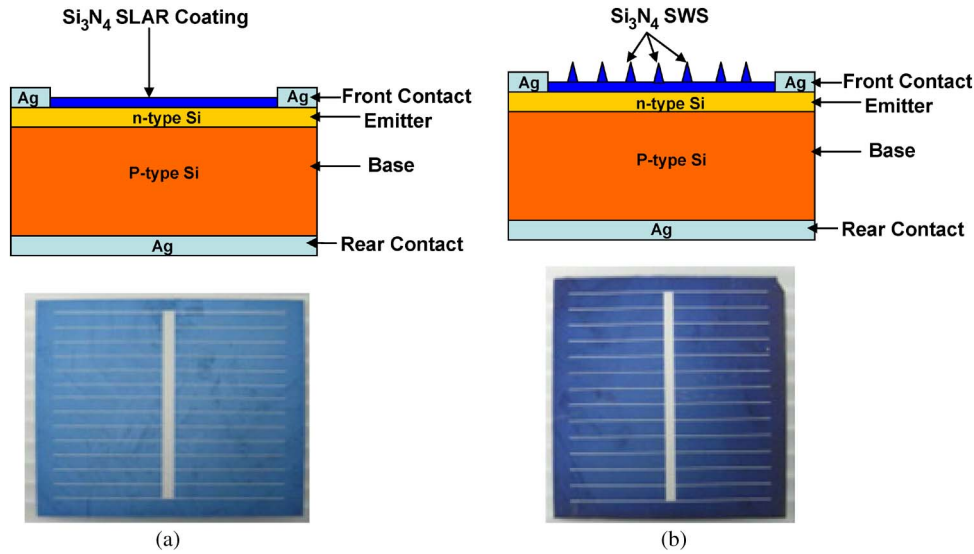 Si₃N₄ SLAR Coating
Ag
Ag
Front Contact
n-type Si
Emitter
P-type Si
Base
Ag
Rear Contact
(a)
Si₃N₄ SWS
Ag
Ag
Front Contact
n-type Si
Emitter
P-type Si
Base
Ag
Rear Contact
(b)